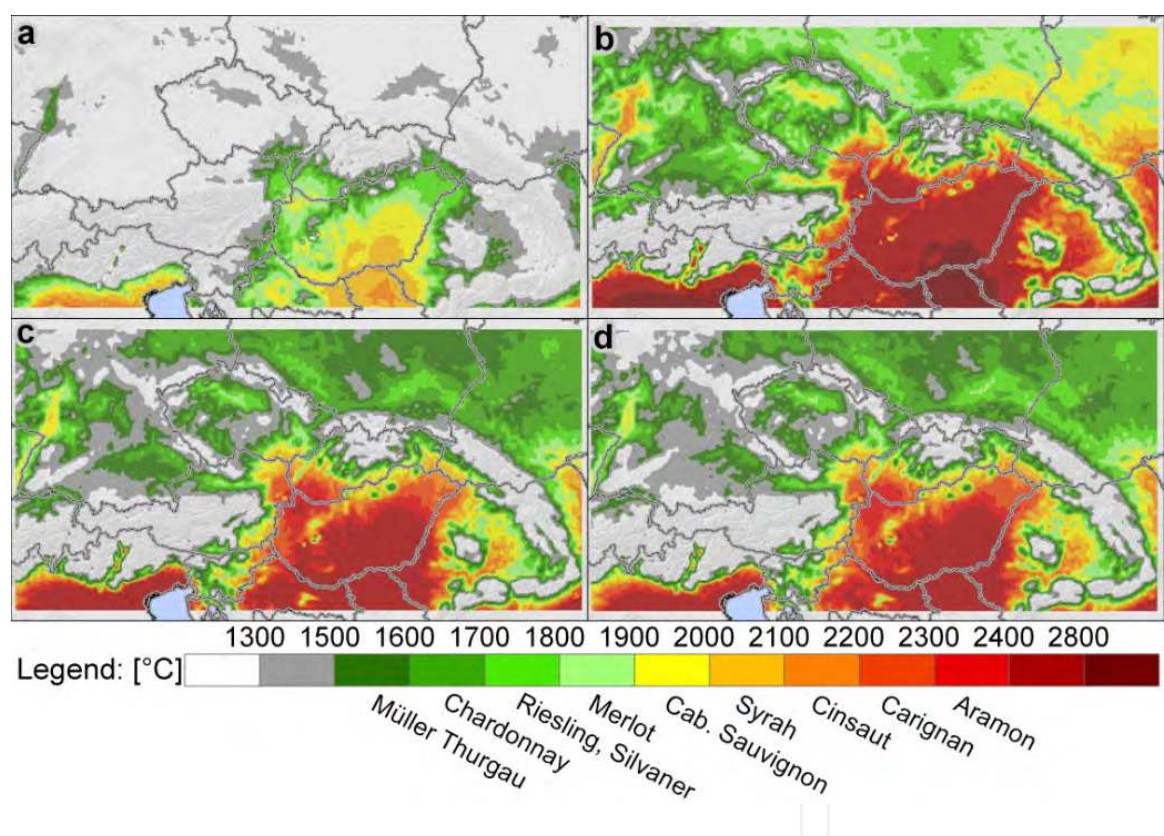 a
b
c
d
1300 1500 1600 1700 1800 1900 2000 2100 2200 2300 2400 2800
Legend: [°C]
Müller Thurgau
Chardonnay
Riesling, Silvaner
Merlot
Cab. Sauvignon
Syrah
Cinsaut
Carignan
Aramon